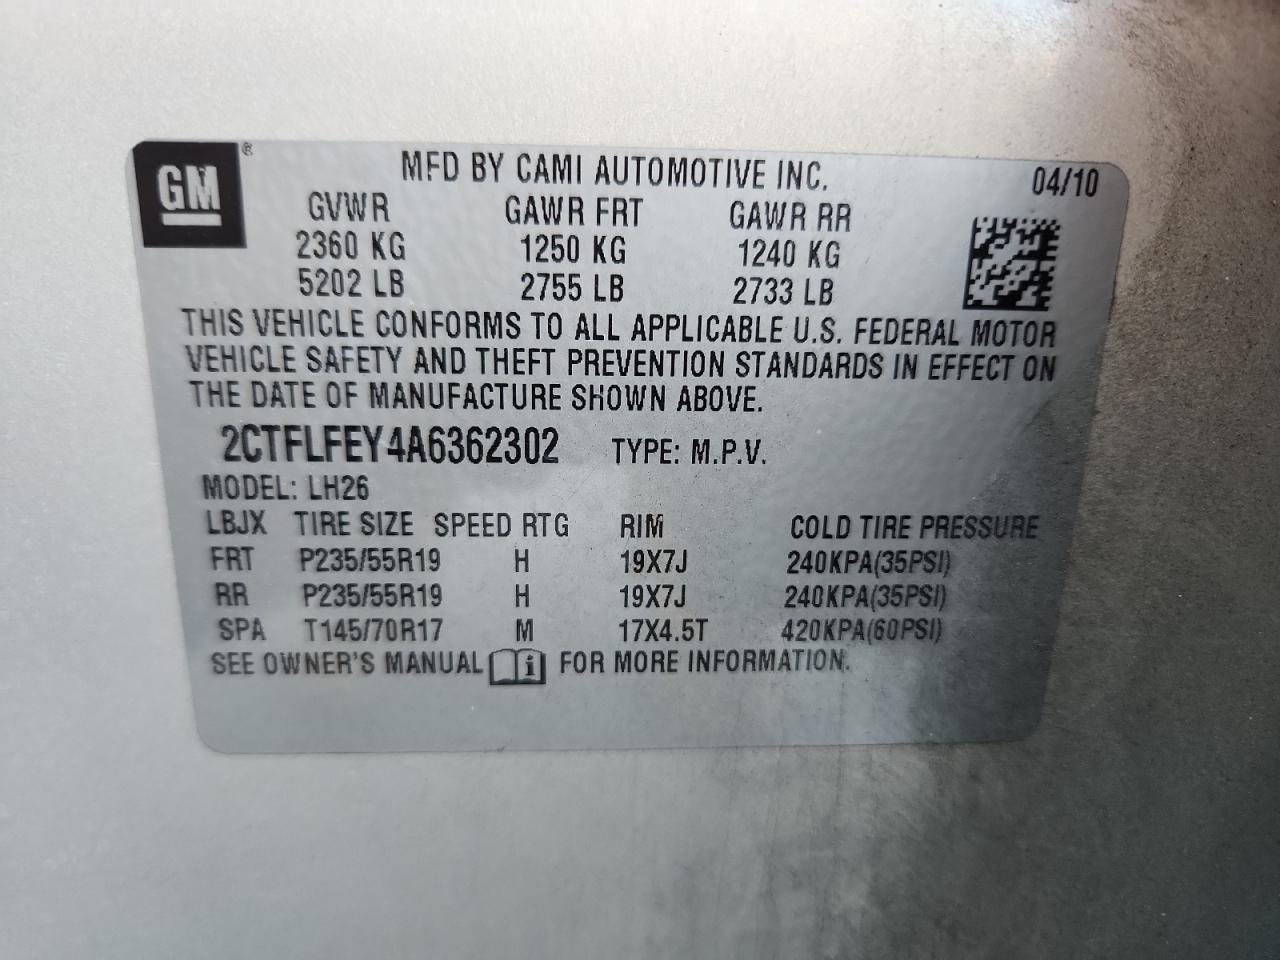 GM®
MFD BY CAMI AUTOMOTIVE INC. 04/10
GVWR GAWR FRT GAWR RR
2360 KG 1250 KG 1240 KG
5202 LB 2755 LB 2733 LB
THIS VEHICLE CONFORMS TO ALL APPLICABLE U.S. FEDERAL MOTOR
VEHICLE SAFETY AND THEFT PREVENTION STANDARDS IN EFFECT ON
THE DATE OF MANUFACTURE SHOWN ABOVE.
2CTFLFEY4A6362302 TYPE: M.P.V.
MODEL: LH26
LBJX TIRE SIZE SPEED RTG RIM COLD TIRE PRESSURE
FRT P235/55R19 H 19X7J 240KPA(35PSI)
RR P235/55R19 H 19X7J 240KPA(35PSI)
SPA T145/70R17 M 17X4.5T 420KPA(60PSI)
SEE OWNER'S MANUAL i FOR MORE INFORMATION.